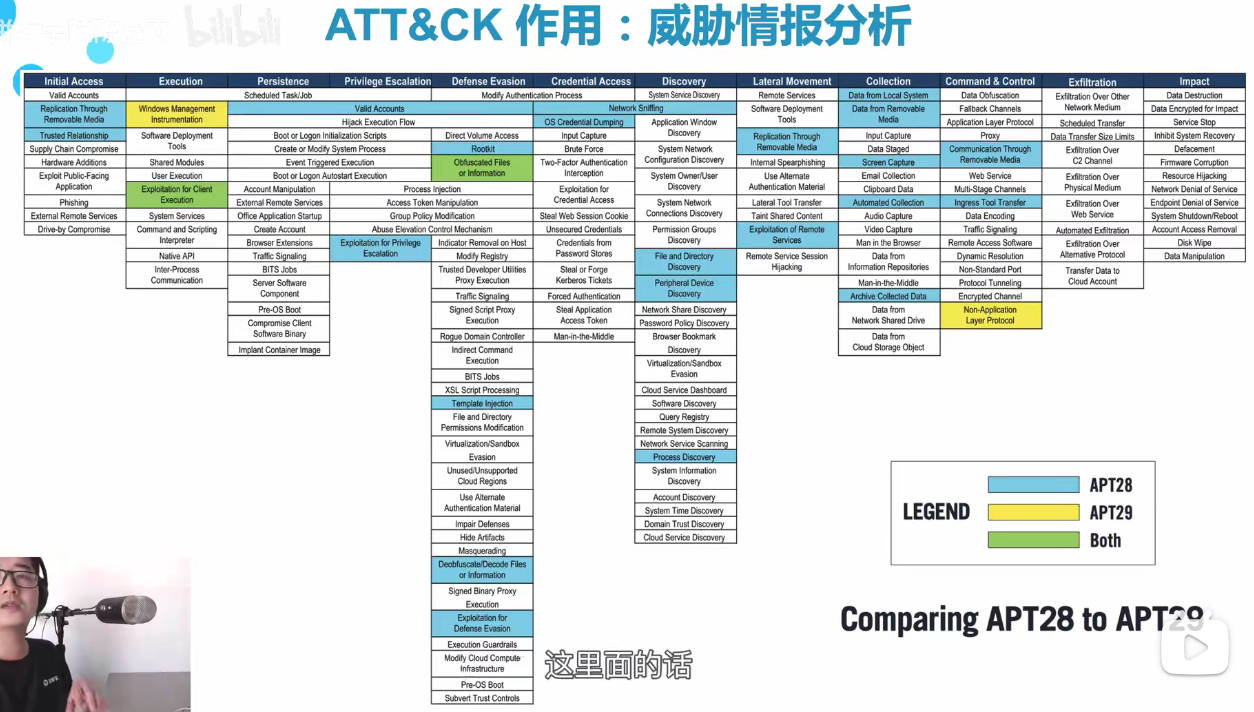 ATT&CK 作用：威胁情报分析
bilibili
Initial Access
Valid Accounts
Replication Through
Removable Media
Trusted Relationship
Supply Chain Compromise
Hardware Additions
Exploit Public-Facing
Application
Phishing
External Remote Services
Drive-by Compromise
Execution
Scheduled Task/Job
Windows Management
Instrumentation
Software Deployment
Tools
Shared Modules
User Execution
Exploitation for Client
Execution
System Services
Command and Scripting
Interpreter
Native API
Inter-Process
Communication
Persistence
Privilege Escalation
Valid Accounts
Hijack Execution Flow
Boot or Logon Initialization Scripts
Create or Modify System Process
Event Triggered Execution
Boot or Logon Autostart Execution
Account Manipulation
External Remote Services
Office Application Startup
Create Account
Browser Extensions
Traffic Signaling
BITS Jobs
Server Software
Component
Pre-OS Boot
Compromise Client
Software Binary
Implant Container Image
Process Injection
Access Token Manipulation
Group Policy Modification
Abuse Elevation Control Mechanism
Exploitation for Privilege
Escalation
Defense Evasion
Modify Authentication Process
Direct Volume Access
Rootkit
Obfuscated Files
or Information
Indicator Removal on Host
Modify Registry
Trusted Developer Utilities
Proxy Execution
Traffic Signaling
Signed Script Proxy
Execution
Rogue Domain Controller
Indirect Command
Execution
BITS Jobs
XSL Script Processing
Template Injection
File and Directory
Permissions Modification
Virtualization/Sandbox
Evasion
Unused/Unsupported
Cloud Regions
Use Alternate
Authentication Material
Impair Defenses
Hide Artifacts
Masquerading
Deobfuscate/Decode Files
or Information
Signed Binary Proxy
Execution
Exploitation for
Defense Evasion
Execution Guardrails
Modify Cloud Compute
Infrastructure
Pre-OS Boot
Subvert Trust Controls
Credential Access
Network Sniffing
OS Credential Dumping
Input Capture
Brute Force
Two-Factor Authentication
Interception
Exploitation for
Credential Access
Steal Web Session Cookie
Unsecured Credentials
Credentials from
Password Stores
Steal or Forge
Kerberos Tickets
Forced Authentication
Steal Application
Access Token
Man-in-the-Middle
Discovery
System Service Discovery
Application Window
Discovery
System Network
Configuration Discovery
System Owner/User
Discovery
System Network
Connections Discovery
Permission Groups
Discovery
File and Directory
Discovery
Peripheral Device
Discovery
Network Share Discovery
Password Policy Discovery
Browser Bookmark
Discovery
Virtualization/Sandbox
Evasion
Cloud Service Dashboard
Software Discovery
Query Registry
Remote System Discovery
Network Service Scanning
Process Discovery
System Information
Discovery
Account Discovery
System Time Discovery
Domain Trust Discovery
Cloud Service Discovery
Lateral Movement
Remote Services
Software Deployment
Tools
Replication Through
Removable Media
Internal Spearphishing
Use Alternate
Authentication Material
Lateral Tool Transfer
Taint Shared Content
Exploitation of Remote
Services
Remote Service Session
Hijacking
Collection
Data from Local System
Data from Removable
Media
Input Capture
Data Staged
Screen Capture
Email Collection
Clipboard Data
Automated Collection
Audio Capture
Video Capture
Man in the Browser
Data from
Information Repositories
Man-in-the-Middle
Archive Collected Data
Data from
Network Shared Drive
Data from
Cloud Storage Object
Command & Control
Data Obfuscation
Fallback Channels
Application Layer Protocol
Proxy
Communication Through
Removable Media
Web Service
Multi-Stage Channels
Ingress Tool Transfer
Data Encoding
Traffic Signaling
Remote Access Software
Dynamic Resolution
Non-Standard Port
Protocol Tunneling
Encrypted Channel
Non-Application
Layer Protocol
Exfiltration
Exfiltration Over Other
Network Medium
Scheduled Transfer
Data Transfer Size Limits
Exfiltration Over
C2 Channel
Exfiltration Over
Physical Medium
Exfiltration Over
Web Service
Automated Exfiltration
Exfiltration Over
Alternative Protocol
Transfer Data to
Cloud Account
Impact
Data Destruction
Data Encrypted for Impact
Service Stop
Inhibit System Recovery
Defacement
Firmware Corruption
Resource Hijacking
Network Denial of Service
Endpoint Denial of Service
System Shutdown/Reboot
Account Access Removal
Disk Wipe
Data Manipulation
LEGEND
APT28
APT29
Both
Comparing APT28 to APT29
这里面的话